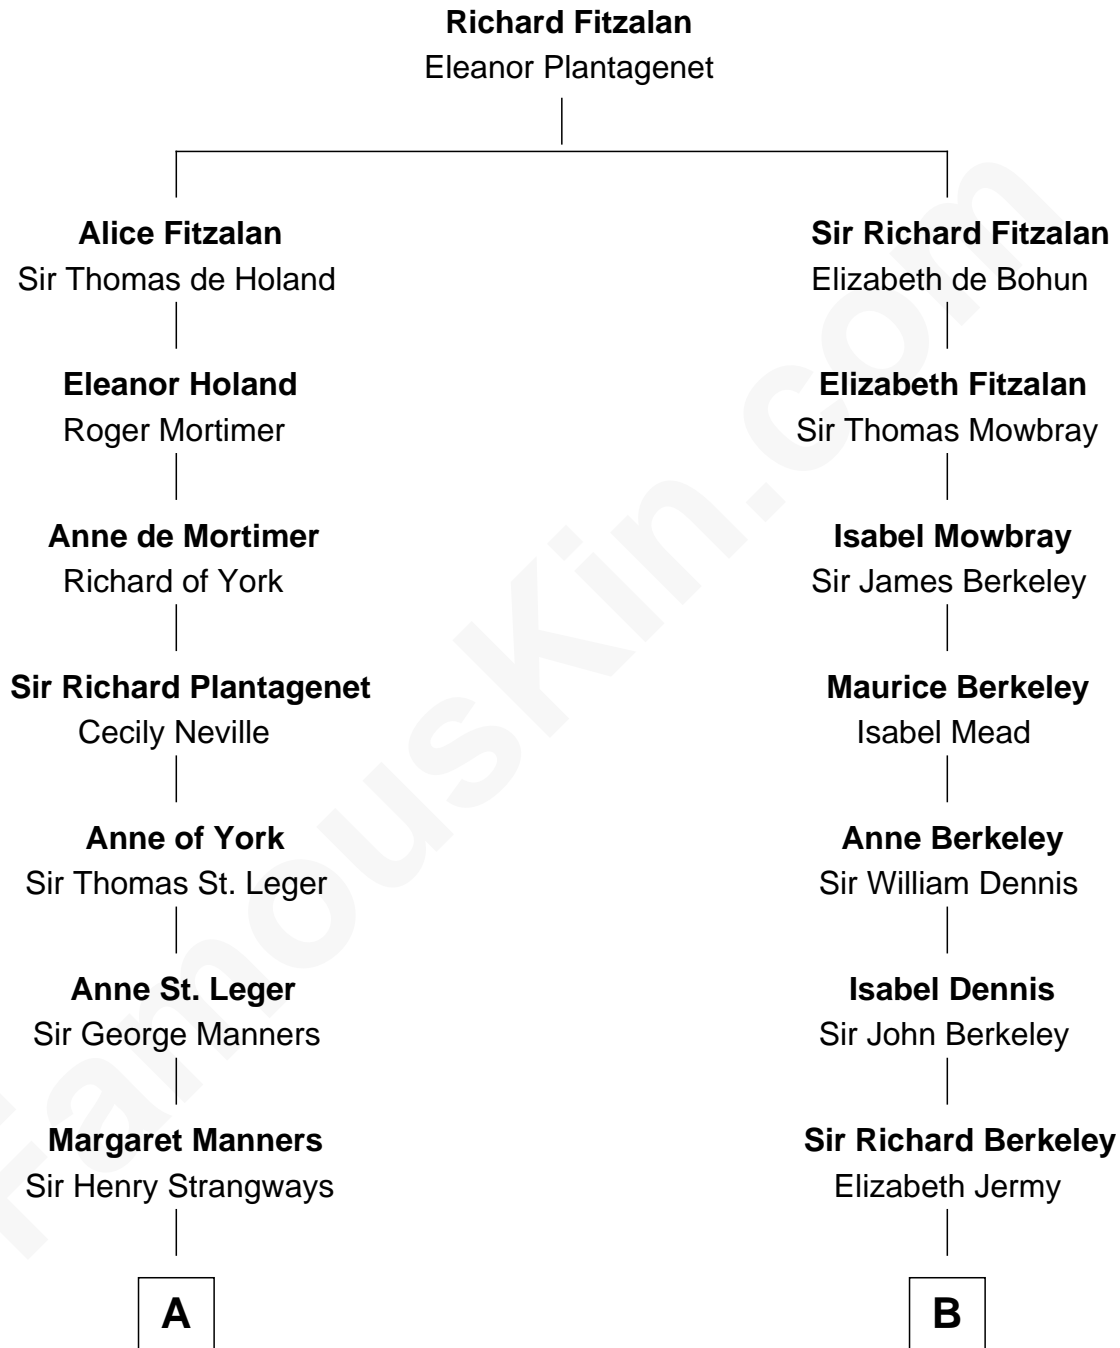 Richard Fitzalan
Eleanor Plantagenet
Alice Fitzalan
Sir Thomas de Holand
Sir Richard Fitzalan
Elizabeth de Bohun
Eleanor Holand
Roger Mortimer
Elizabeth Fitzalan
Sir Thomas Mowbray
Anne de Mortimer
Richard of York
Isabel Mowbray
Sir James Berkeley
Sir Richard Plantagenet
Cecily Neville
Maurice Berkeley
Isabel Mead
Anne of York
Sir Thomas St. Leger
Anne Berkeley
Sir William Dennis
Anne St. Leger
Sir George Manners
Isabel Dennis
Sir John Berkeley
Margaret Manners
Sir Henry Strangways
Sir Richard Berkeley
Elizabeth Jermy
A
B
FamousKin.com